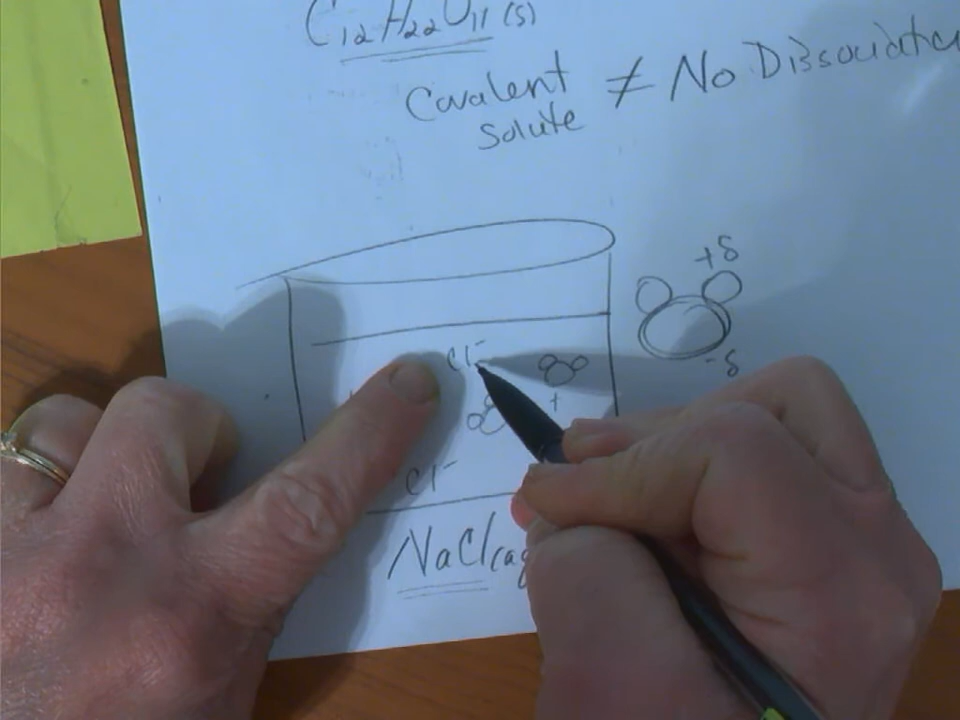 C12H22O11 (s)
Covalent ≠ No Dissociation
solute
+δ
Cl-
-δ
+
Cl-
NaCl(aq